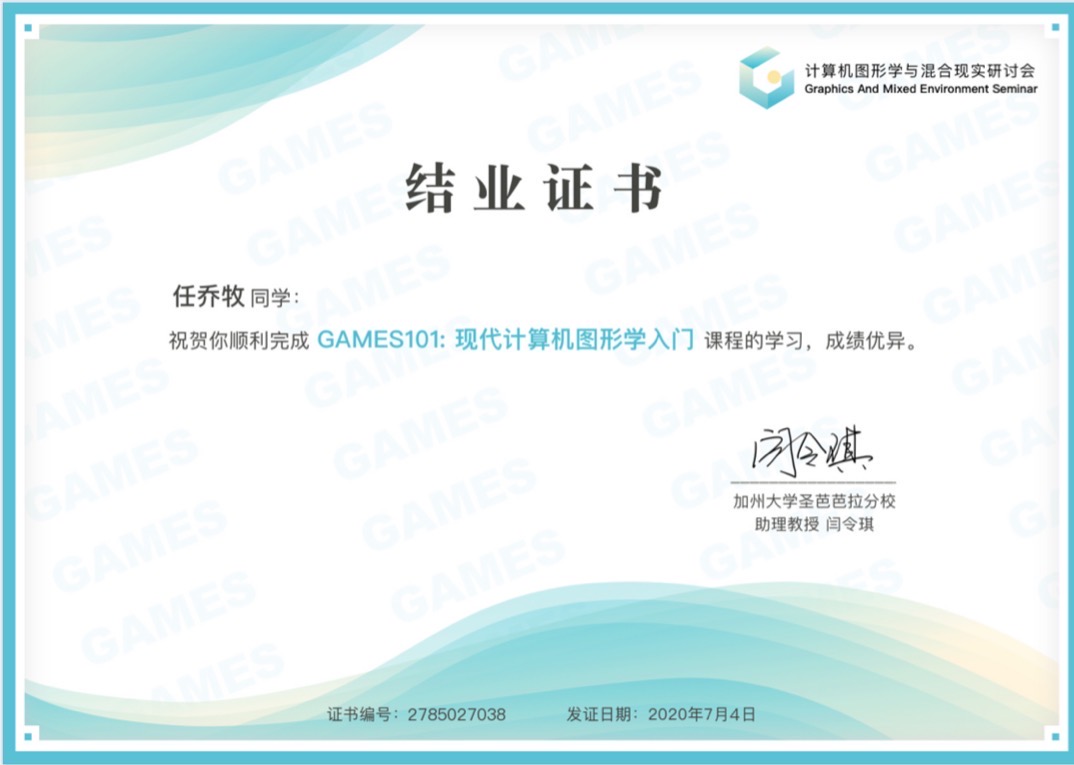 计算机图形学与混合现实研讨会
Graphics And Mixed Environment Seminar
结业证书
任乔牧 同学：
祝贺你顺利完成 GAMES101: 现代计算机图形学入门 课程的学习，成绩优异。
闫令琪
加州大学圣芭芭拉分校
助理教授 闫令琪
证书编号：2785027038 发证日期：2020年7月4日